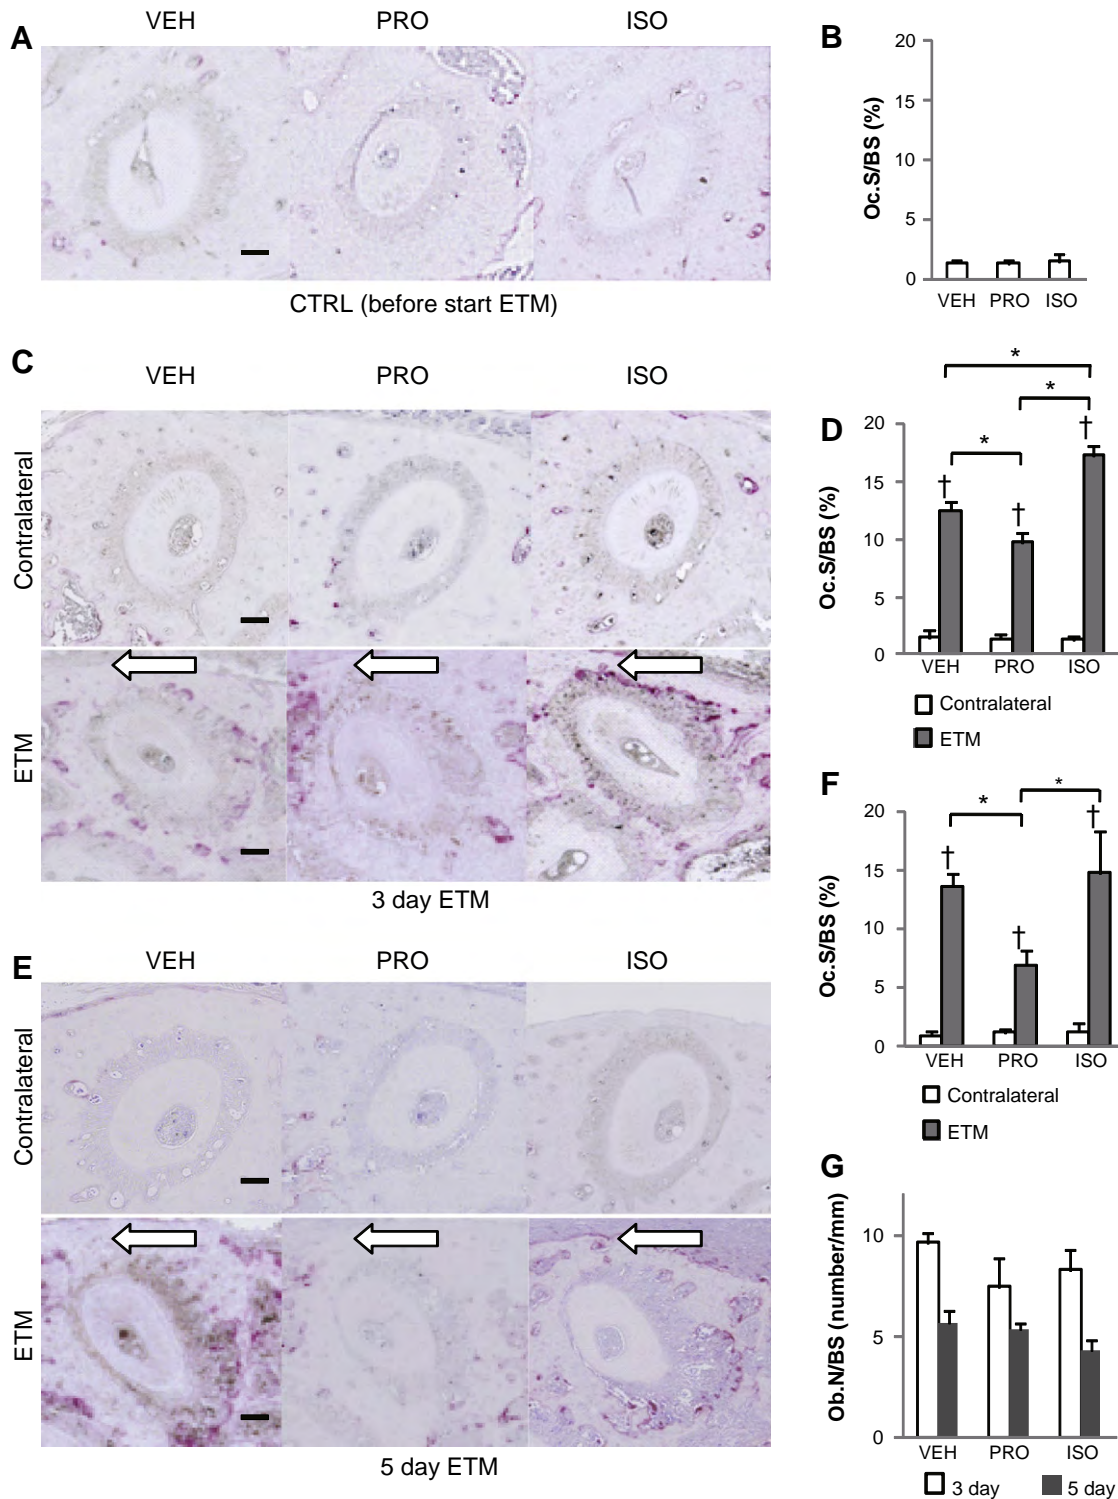 A
VEH PRO ISO
CTRL (before start ETM)
B
Oc.S/BS (%)
20
15
10
5
0
VEH PRO ISO
C
VEH PRO ISO
Contralateral
ETM
3 day ETM
D
* * *
Oc.S/BS (%)
20
15
10
5
0
† † †
VEH PRO ISO
Contralateral
ETM
E
VEH PRO ISO
Contralateral
ETM
5 day ETM
F
* *
Oc.S/BS (%)
20
15
10
5
0
† † †
VEH PRO ISO
Contralateral
ETM
G
Ob.N/BS (number/mm)
10
5
0
VEH PRO ISO
3 day 5 day